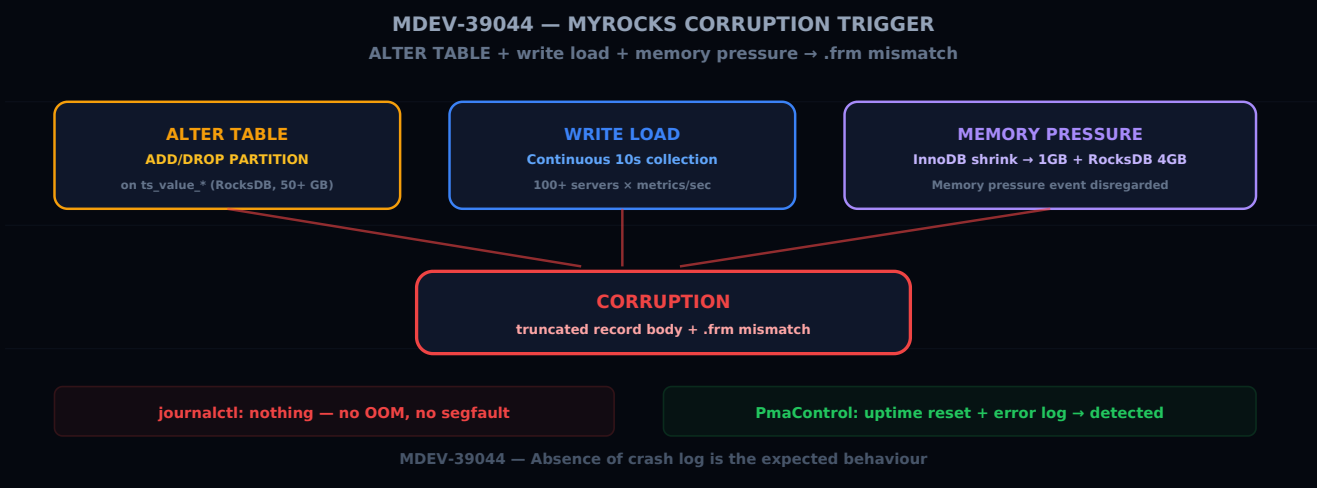 MDEV-39044 — MYROCKS CORRUPTION TRIGGER
ALTER TABLE + write load + memory pressure → .frm mismatch
ALTER TABLE
ADD/DROP PARTITION
on ts_value_* (RocksDB, 50+ GB)
WRITE LOAD
Continuous 10s collection
100+ servers × metrics/sec
MEMORY PRESSURE
InnoDB shrink → 1GB + RocksDB 4GB
Memory pressure event disregarded
CORRUPTION
truncated record body + .frm mismatch
journalctl: nothing — no OOM, no segfault
PmaControl: uptime reset + error log → detected
MDEV-39044 — Absence of crash log is the expected behaviour